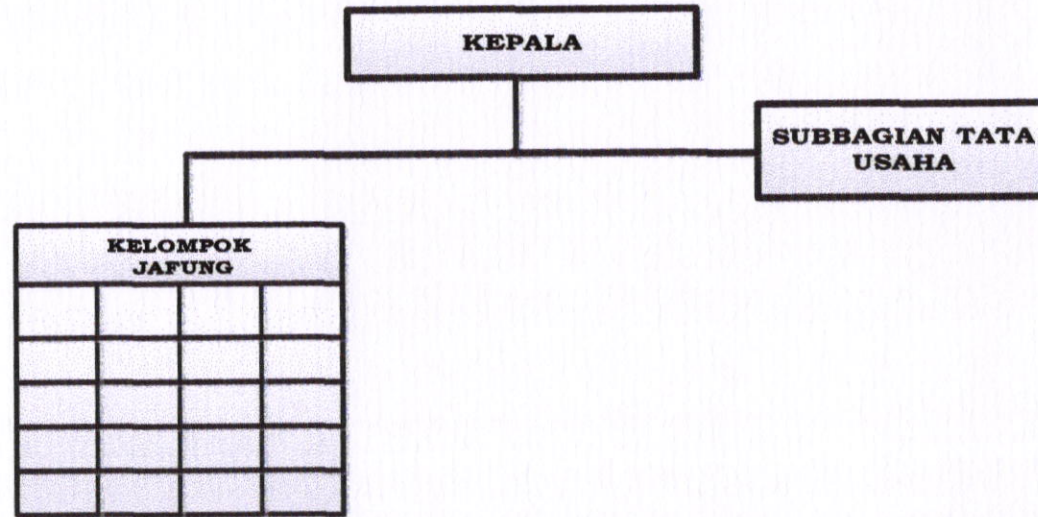 KEPALA
SUBBAGIAN TATA
USAHA
KELOMPOK
JAFUNG